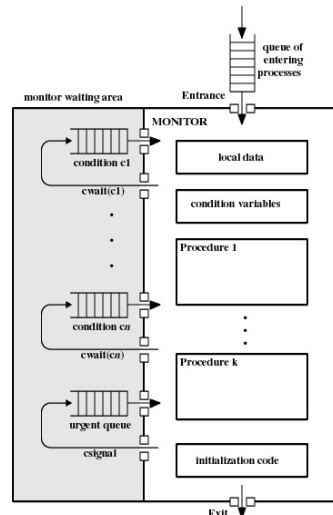 queue of
entering
processes
Entrance
monitor waiting area
MONITOR
condition c1
local data
cwait(c1)
condition variables
Procedure 1
condition cn
cwait(cn)
Procedure k
urgent queue
csignal
initialization code
Exit